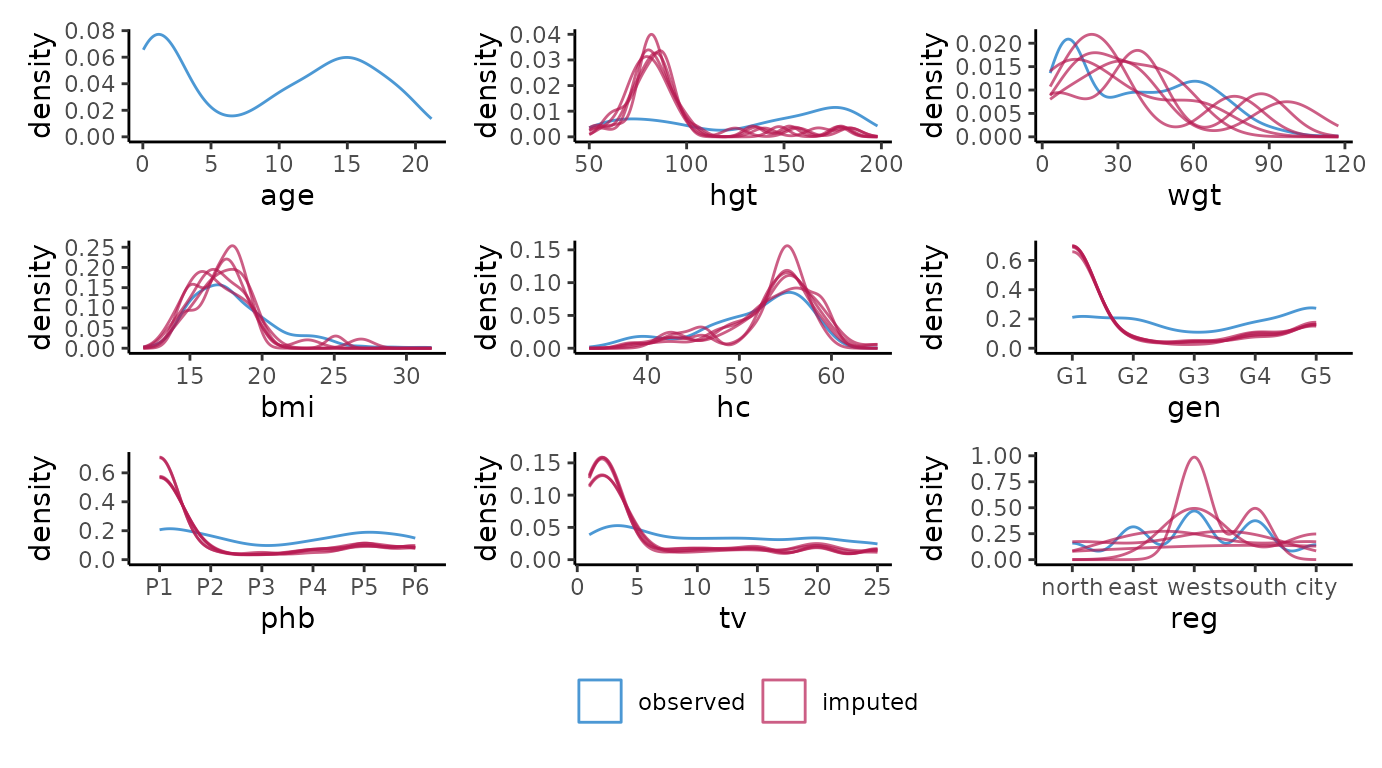 density
0.08
0.06
0.04
0.02
0.00
0 5 10 15 20
age
density
0.04
0.03
0.02
0.01
0.00
50 100 150 200
hgt
density
0.020
0.015
0.010
0.005
0.000
0 30 60 90 120
wgt
density
0.25
0.20
0.15
0.10
0.05
0.00
15 20 25 30
bmi
density
0.15
0.10
0.05
0.00
40 50 60
hc
density
0.6
0.4
0.2
0.0
G1 G2 G3 G4 G5
gen
density
0.6
0.4
0.2
0.0
P1 P2 P3 P4 P5 P6
phb
density
0.15
0.10
0.05
0.00
0 5 10 15 20 25
tv
density
1.00
0.75
0.50
0.25
0.00
north east west south city
reg
observed imputed